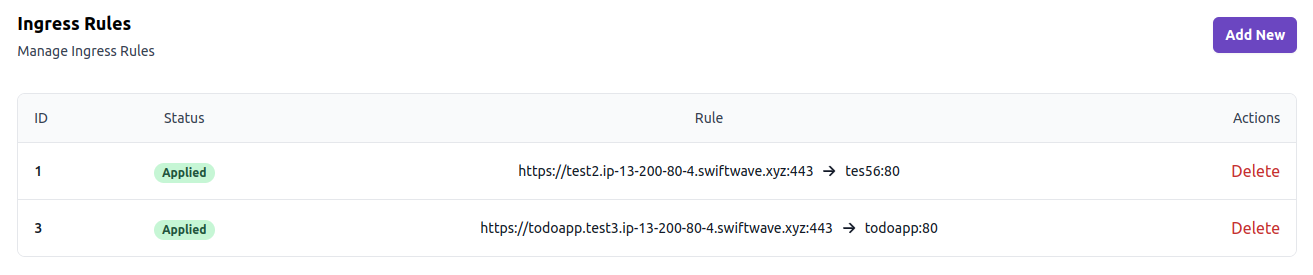 Ingress Rules
Manage Ingress Rules
Add New
ID Status Rule Actions
1 Applied https://test2.ip-13-200-80-4.swiftwave.xyz:443 → tes56:80 Delete
3 Applied https://todoapp.test3.ip-13-200-80-4.swiftwave.xyz:443 → todoapp:80 Delete